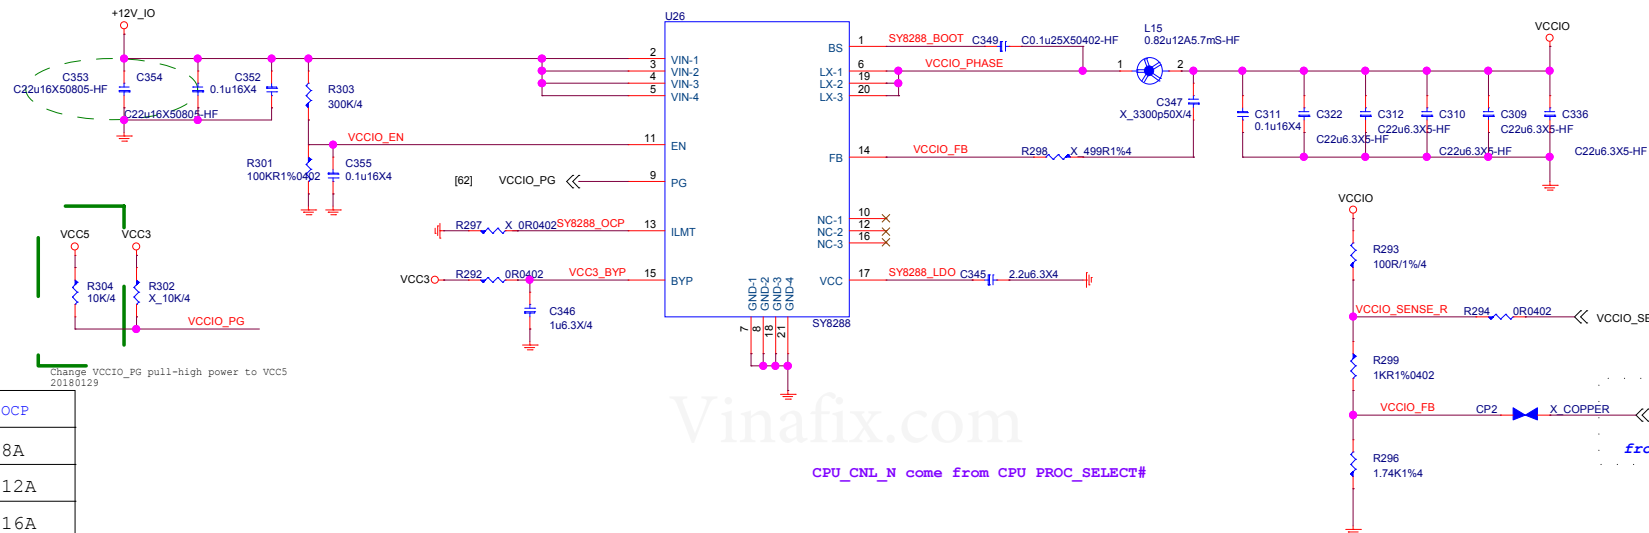 +12V_IO
U26
L15
0.82u12A5.7mS-HF
VCCIO
1
BS
SY8288_BOOT
C349
C0.1u25X50402-HF
2
VIN-1
3
VIN-2
4
VIN-3
5
VIN-4
6
LX-1
19
LX-2
20
LX-3
VCCIO_PHASE
1
2
C353
C22u16X50805-HF
C354
C22u16X50805-HF
C352
0.1u16X4
R303
300K/4
C347
X_3300p50X/4
C311
0.1u16X4
C322
C22u6.3X5-HF
C312
C22u6.3X5-HF
C310
C22u6.3X5-HF
C309
C22u6.3X5-HF
C336
C22u6.3X5-HF
VCCIO_EN
11
EN
R301
100KR1%0402
C355
0.1u16X4
14
FB
VCCIO_FB
R298
X_499R1%4
[62]
VCCIO_PG
9
PG
R297
X_0R0402
SY8288_OCP
13
ILMT
10
NC-1
12
NC-2
16
NC-3
VCC3
R292
0R0402
VCC3_BYP
15
BYP
17
VCC
SY8288_LDO
C345
2.2u6.3X4
C346
1u6.3X/4
GND-1
GND-2
GND-3
GND-4
7
8
18
21
SY8288
VCC5
VCC3
R304
10K/4
R302
X_10K/4
VCCIO_PG
Change VCCIO_PG pull-high power to VCC5
20180129
OCP
8A
12A
16A
VCCIO
R293
100R/1%/4
VCCIO_SENSE_R
R294
0R0402
VCCIO_SE
R299
1KR1%0402
VCCIO_FB
CP2
X_COPPER
R296
1.74K1%4
fro
Vinafix.com
CPU_CNL_N come from CPU PROC_SELECT#